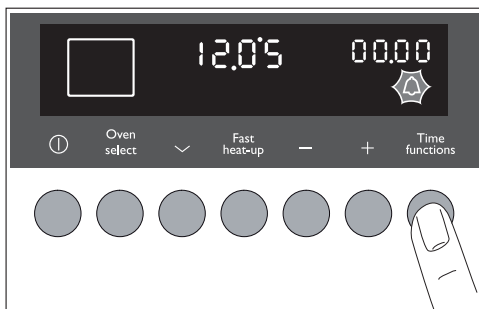 12.05
00.00
Oven
select
Fast
heat-up
−
+
Time
functions